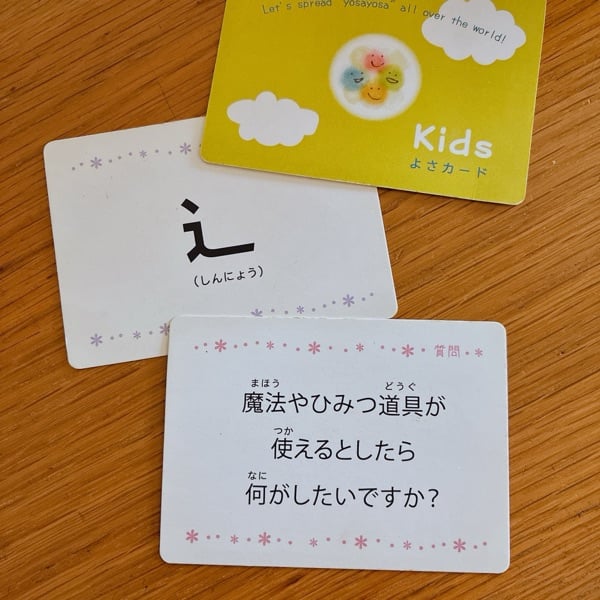 Let's spread "yosayosa" all over the world!
Kids
よさカード
⻌
(しんにょう)
質問
魔法やひみつ道具が
まほう
どうぐ
使えるとしたら
つか
何がしたいですか?
なに